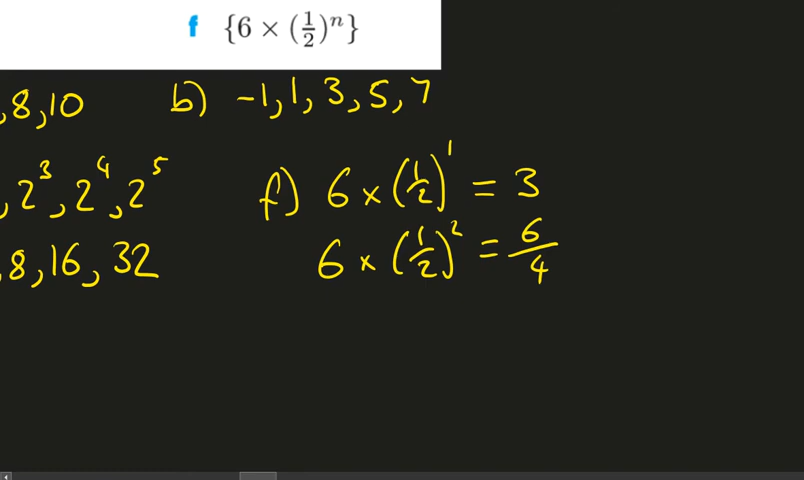 f {6 × (1/2)^n}
,8,10 b) -1,1,3,5,7
,2^3,2^4,2^5 f) 6×(1/2)^1 = 3
,8,16,32 6×(1/2)^2 = 6/4